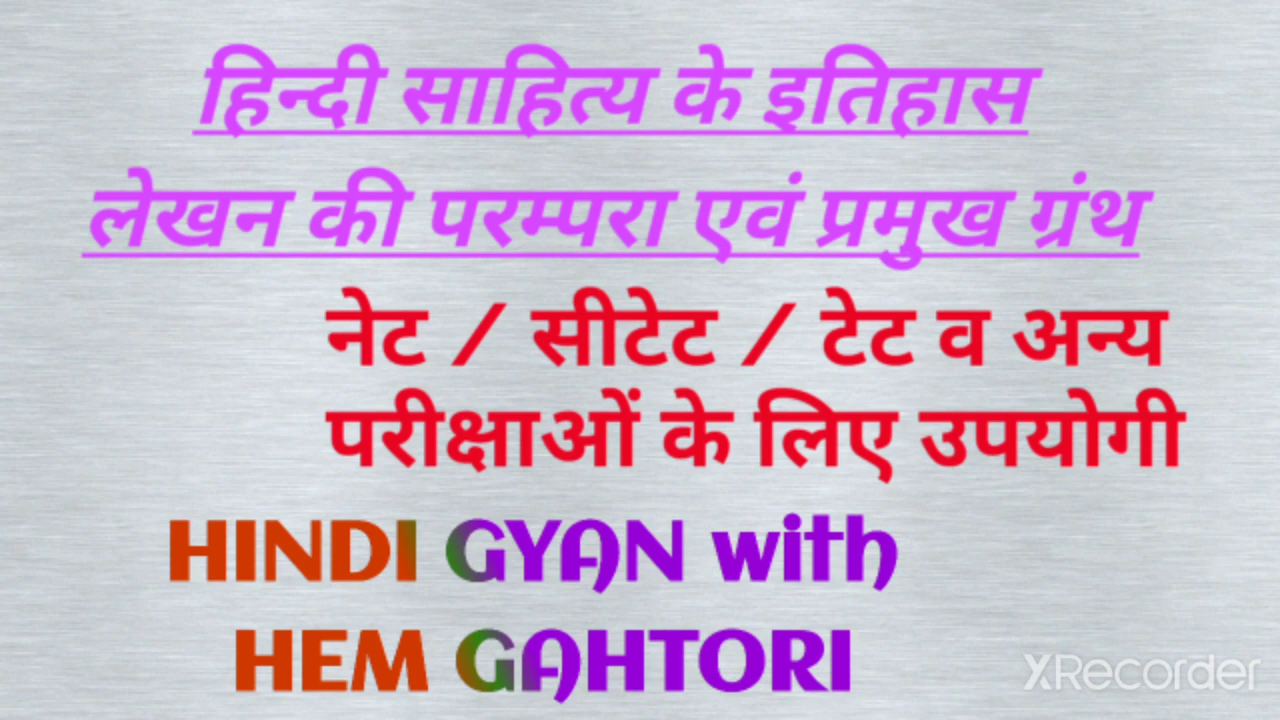 हिन्दी साहित्य के इतिहास
लेखन की परम्परा एवं प्रमुख ग्रंथ
नेट / सीटेट / टेट व अन्य
परीक्षाओं के लिए उपयोगी
HINDI GYAN with
HEM GAHTORI
XRecorder